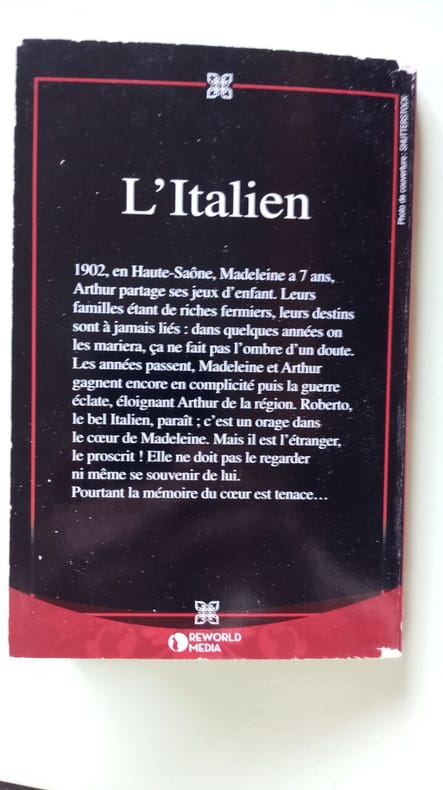 L'Italien
1902, en Haute-Saône, Madeleine a 7 ans,
Arthur partage ses jeux d'enfant. Leurs
familles étant de riches fermiers, leurs destins
sont à jamais liés : dans quelques années on
les mariera, ça ne fait pas l'ombre d'un doute.
Les années passent, Madeleine et Arthur
gagnent encore en complicité puis la guerre
éclate, éloignant Arthur de la région. Roberto,
le bel Italien, paraît ; c'est un orage dans
le cœur de Madeleine. Mais il est l'étranger,
le proscrit ! Elle ne doit pas le regarder
ni même se souvenir de lui.
Pourtant la mémoire du cœur est tenace…
REWORLD
MEDIA
Photo de couverture : SHUTTERSTOCK